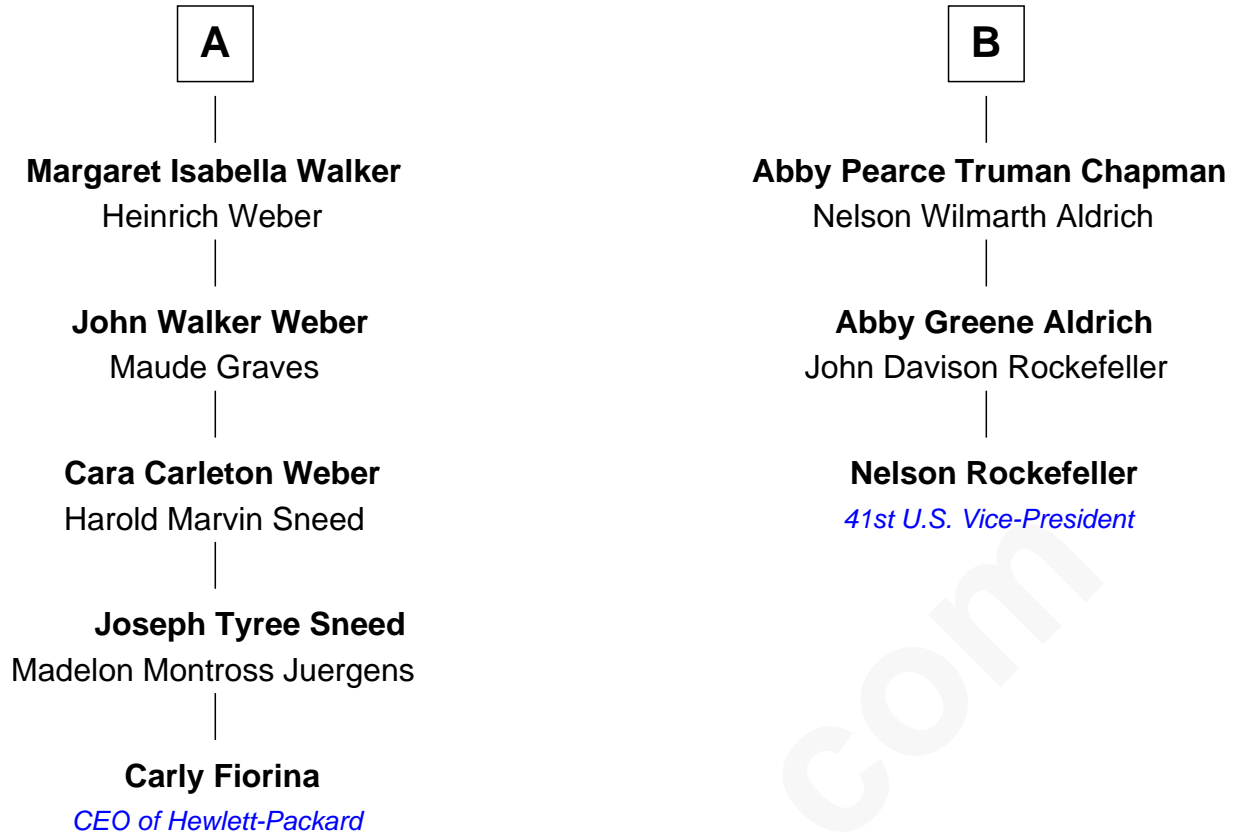 A
Margaret Isabella Walker
Heinrich Weber
John Walker Weber
Maude Graves
Cara Carleton Weber
Harold Marvin Sneed
Joseph Tyree Sneed
Madelon Montross Juergens
Carly Fiorina
CEO of Hewlett-Packard
B
Abby Pearce Truman Chapman
Nelson Wilmarth Aldrich
Abby Greene Aldrich
John Davison Rockefeller
Nelson Rockefeller
41st U.S. Vice-President
com